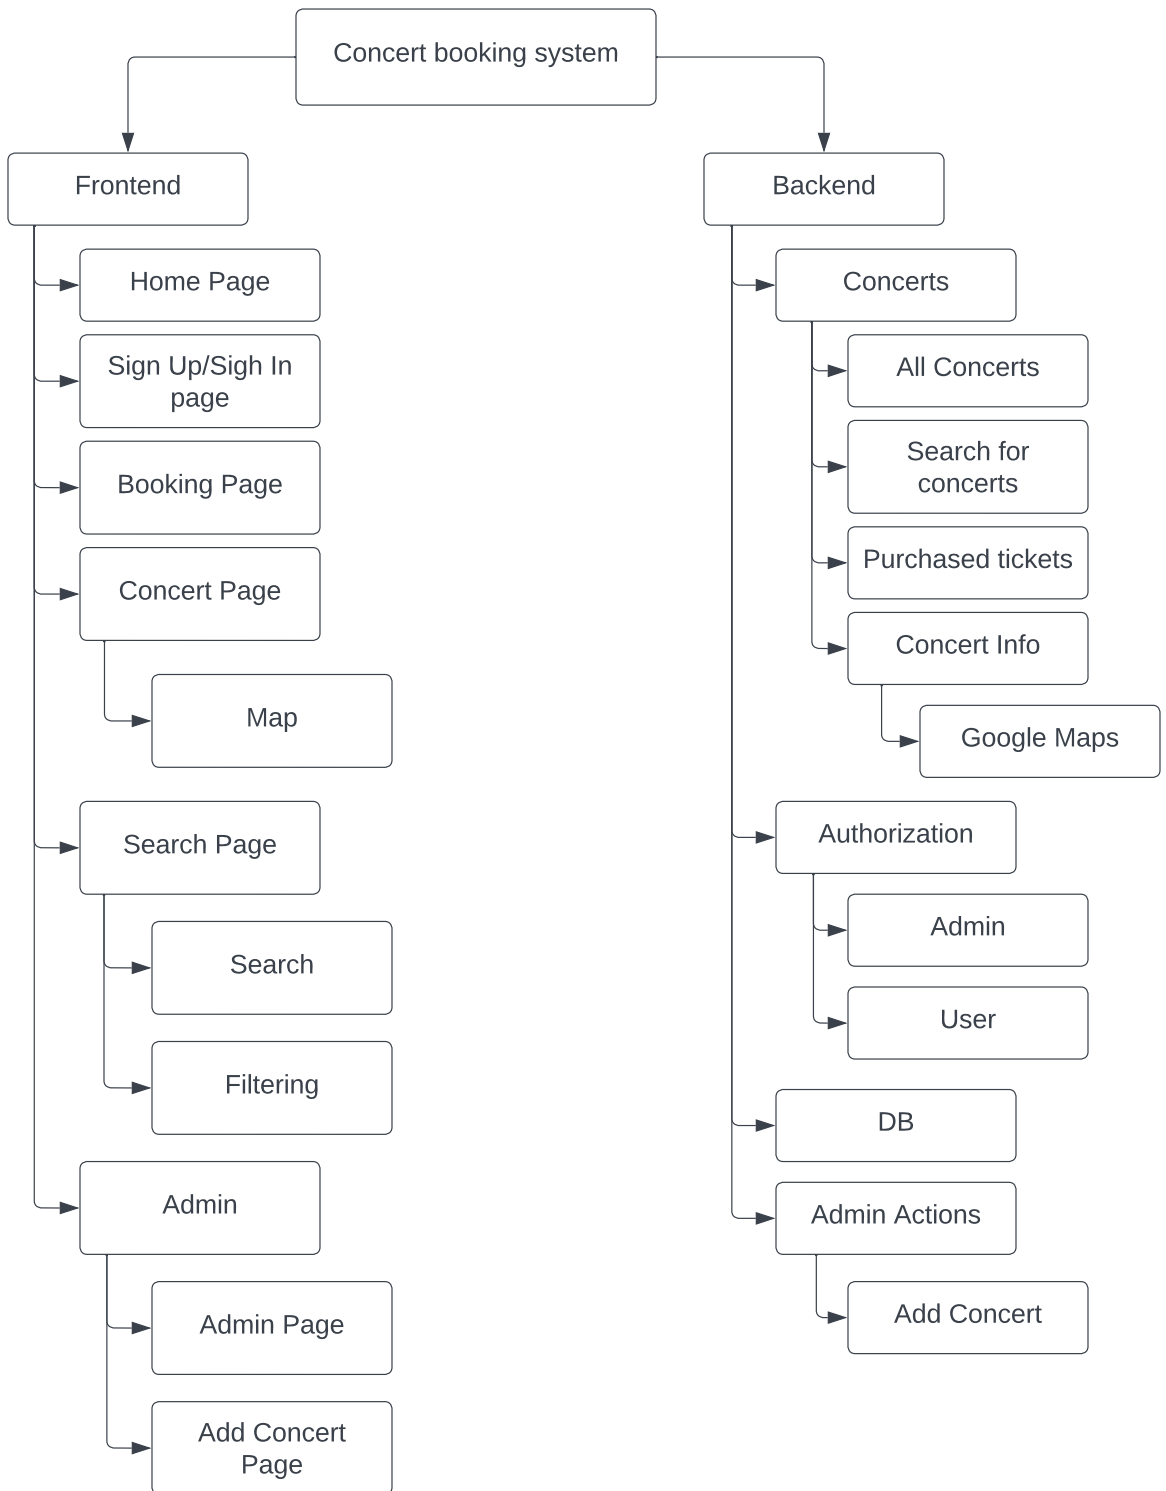 Concert booking system
Frontend
Home Page
Sign Up/Sigh In
page
Booking Page
Concert Page
Map
Search Page
Search
Filtering
Admin
Admin Page
Add Concert
Page
Backend
Concerts
All Concerts
Search for
concerts
Purchased tickets
Concert Info
Google Maps
Authorization
Admin
User
DB
Admin Actions
Add Concert